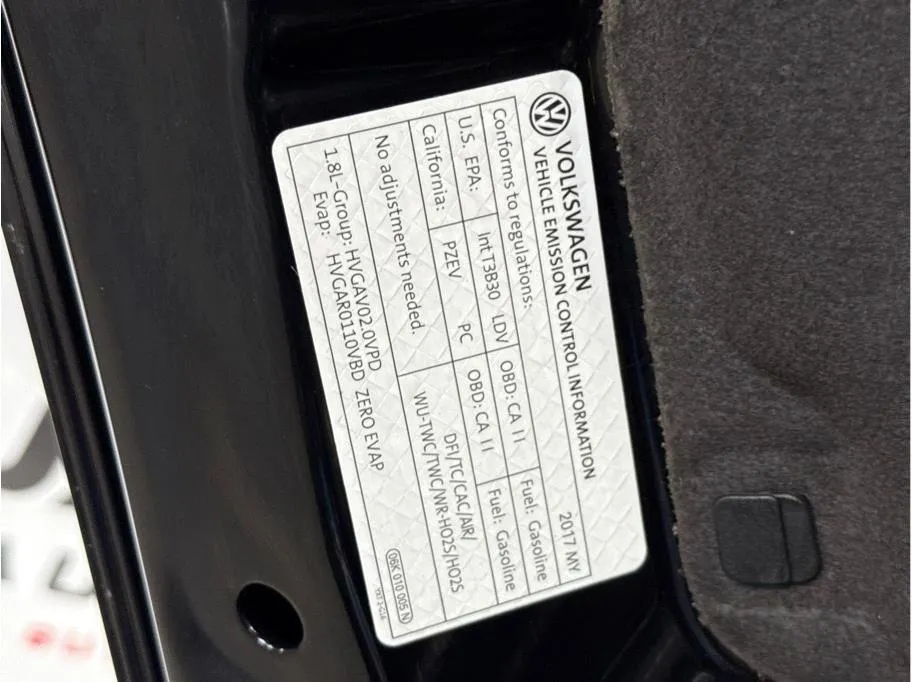 VOLKSWAGEN
VEHICLE EMISSION CONTROL INFORMATION 2017 MY
Conforms to regulations:
U.S. EPA: Int T3B30 LDV OBD: CA II Fuel: Gasoline
California: PZEV PC OBD: CA II Fuel: Gasoline
No adjustments needed. DFI/TC/CAC/AIR/
WU-TWC/TWC/WR-HO2S/HO2S
1.8L-Group: HVGAV02.0VPD
Evap: HVGAR0110VBD ZERO EVAP
06K 010 005 N